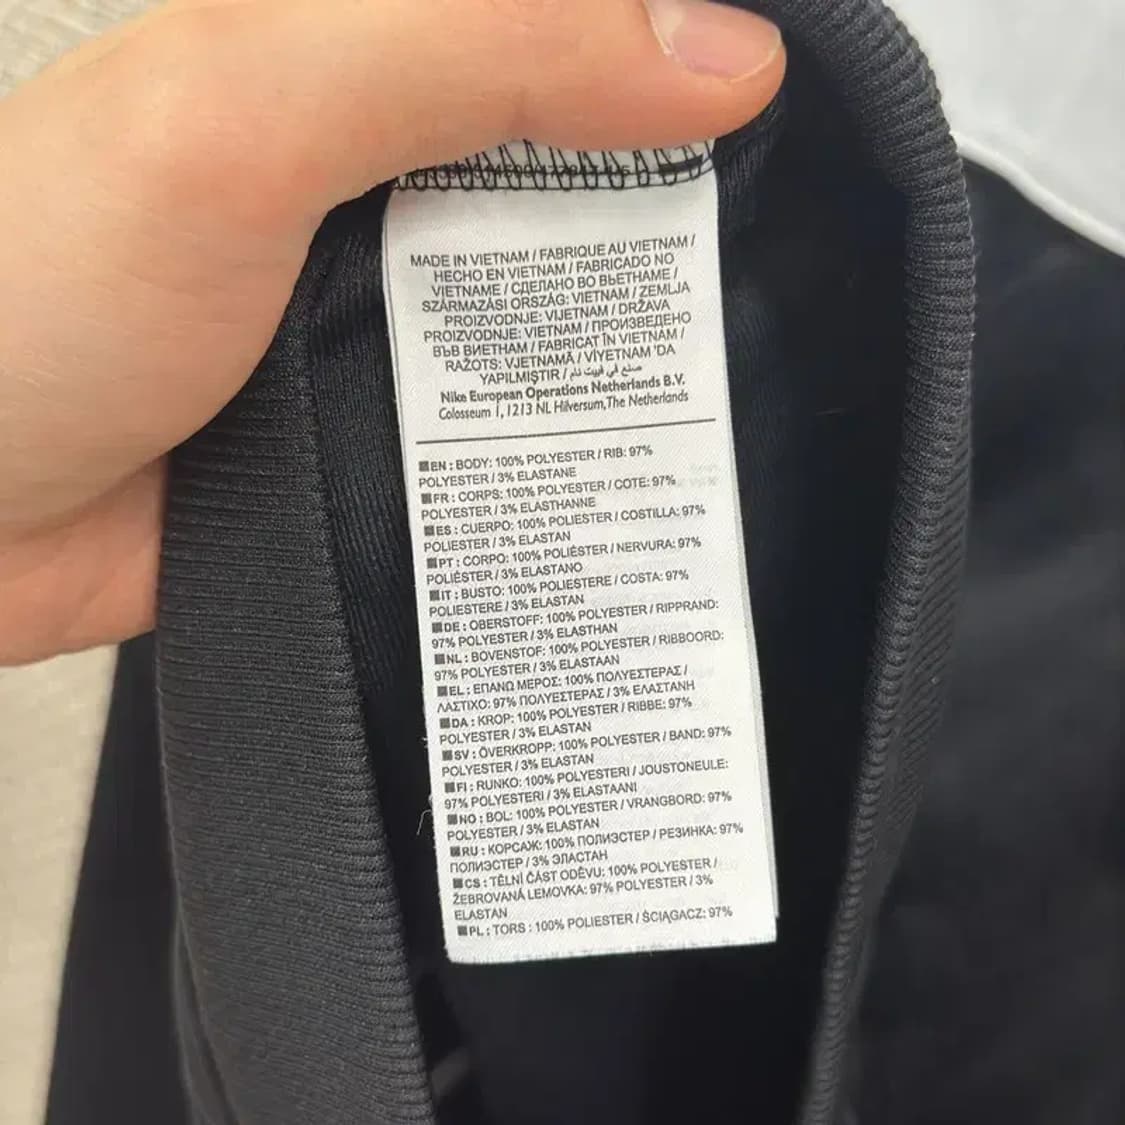 MADE IN VIETNAM / FABRIQUE AU VIETNAM /
HECHO EN VIETNAM / FABRICADO NO
VIETNAME / СДЕЛАНО ВО ВЬЕТНАМЕ /
SZÁRMAZÁSI ORSZÁG: VIETNAM / ZEMLJA
PROIZVODNJE: VIJETNAM / DRŽAVA
PROIZVODNJE: VIETNAM / ПРОИЗВЕДЕНО
ВЪВ ВИЕТНАМ / FABRICAT ÎN VIETNAM /
RAŽOTS: VJETNAMĀ / VİYETNAM 'DA
YAPILMIŞTIR / صنع في فييت نام
Nike European Operations Netherlands B.V.
Colosseum 1, 1213 NL Hilversum, The Netherlands
EN : BODY: 100% POLYESTER / RIB: 97%
POLYESTER / 3% ELASTANE
FR : CORPS: 100% POLYESTER / COTE: 97%
POLYESTER / 3% ELASTHANNE
ES : CUERPO: 100% POLIESTER / COSTILLA: 97%
POLIESTER / 3% ELASTAN
PT : CORPO: 100% POLIÉSTER / NERVURA: 97%
POLIÉSTER / 3% ELASTANO
IT : BUSTO: 100% POLIESTERE / COSTA: 97%
POLIESTERE / 3% ELASTAN
DE : OBERSTOFF: 100% POLYESTER / RIPPRAND:
97% POLYESTER / 3% ELASTHAN
NL : BOVENSTOF: 100% POLYESTER / RIBBOORD:
97% POLYESTER / 3% ELASTAAN
EL : ΕΠΑΝΩ ΜΕΡΟΣ: 100% ΠΟΛΥΕΣΤΕΡΑΣ /
ΛΑΣΤΙΧΟ: 97% ΠΟΛΥΕΣΤΕΡΑΣ / 3% ΕΛΑΣΤΑΝΗ
DA : KROP: 100% POLYESTER / RIBBE: 97%
POLYESTER / 3% ELASTAN
SV : ÖVERKROPP: 100% POLYESTER / BAND: 97%
POLYESTER / 3% ELASTAN
FI : RUNKO: 100% POLYESTERI / JOUSTONEULE:
97% POLYESTERI / 3% ELASTAANI
NO : BOL: 100% POLYESTER / VRANGBORD: 97%
POLYESTER / 3% ELASTAN
RU : КОРСАЖ: 100% ПОЛИЭСТЕР / РЕЗИНКА: 97%
ПОЛИЭСТЕР / 3% ЭЛАСТАН
CS : TĚLNÍ ČÁST ODĚVU: 100% POLYESTER /
ŽEBROVANÁ LEMOVKA: 97% POLYESTER / 3%
ELASTAN
PL : TORS : 100% POLIESTER / ŚCIĄGACZ: 97%